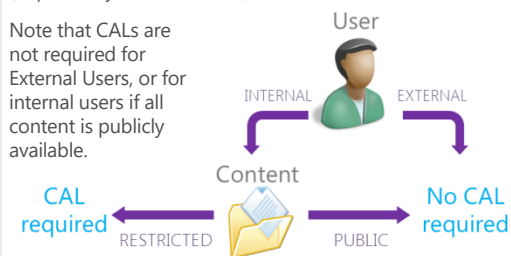 Note that CALs are
not required for
External Users, or for
internal users if all
content is publicly
available.
User
INTERNAL
EXTERNAL
Content
CAL
required
No CAL
required
RESTRICTED
PUBLIC